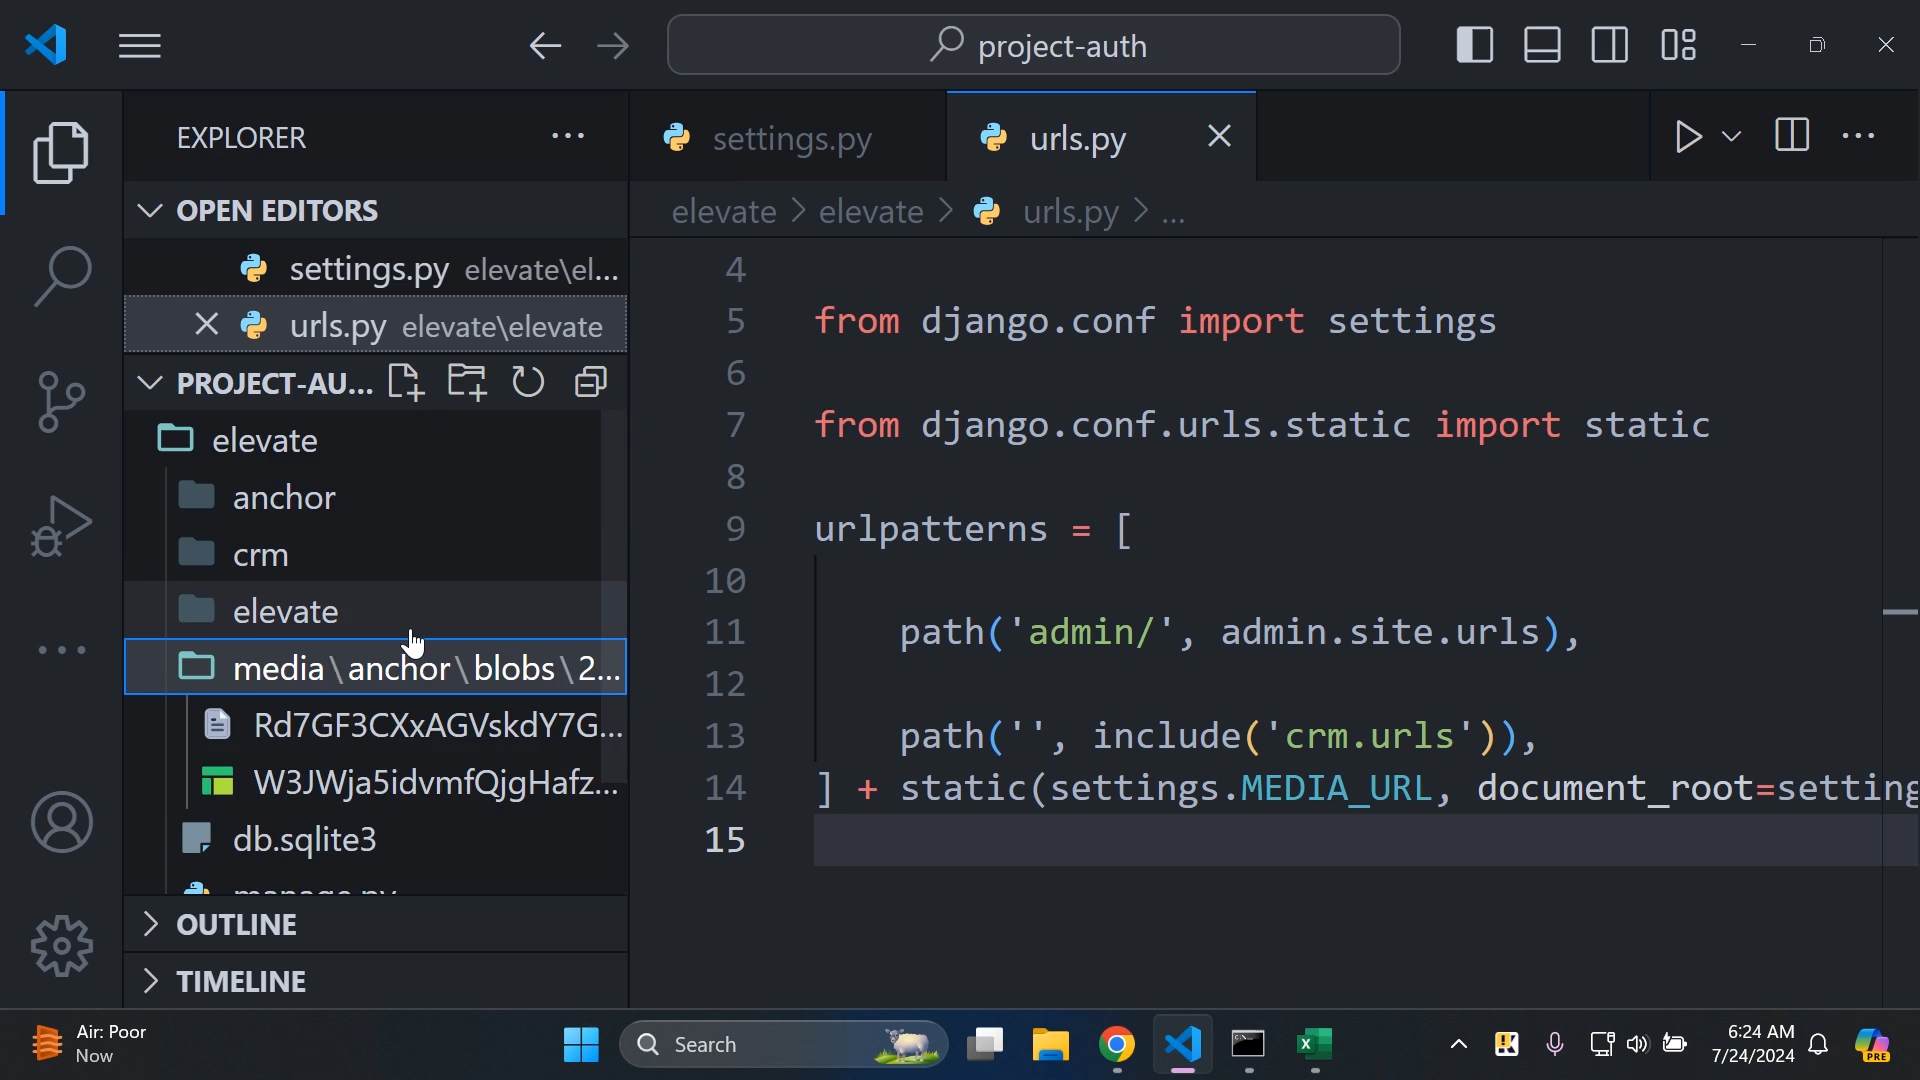 project-auth
EXPLORER
settings.py
urls.py
OPEN EDITORS
elevate > elevate > urls.py > ...
settings.py elevate\el...
urls.py elevate\elevate
PROJECT-AU...
elevate
anchor
crm
elevate
media\anchor\blobs\2...
Rd7GF3CXxAGVskdY7G...
W3JWja5idvmfQjgHafz...
db.sqlite3
manage.py
OUTLINE
TIMELINE
4
5 from django.conf import settings
6
7 from django.conf.urls.static import static
8
9 urlpatterns = [
10
11 path('admin/', admin.site.urls),
12
13 path('', include('crm.urls')),
14 ] + static(settings.MEDIA_URL, document_root=setting
15
Air: Poor
Now
Search
6:24 AM
7/24/2024
PRE